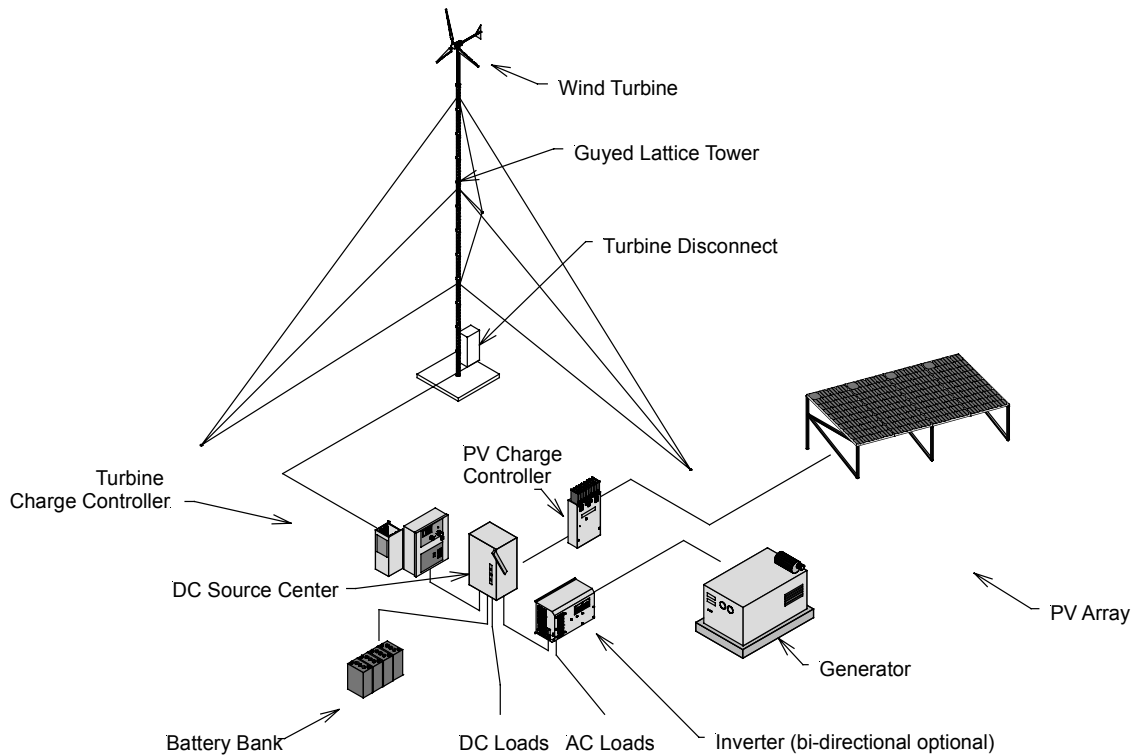 Wind Turbine
Guyed Lattice Tower
Turbine Disconnect
PV Charge
Controller
Turbine
Charge Controller
DC Source Center
PV Array
Generator
Battery Bank
DC Loads
AC Loads
Inverter (bi-directional optional)